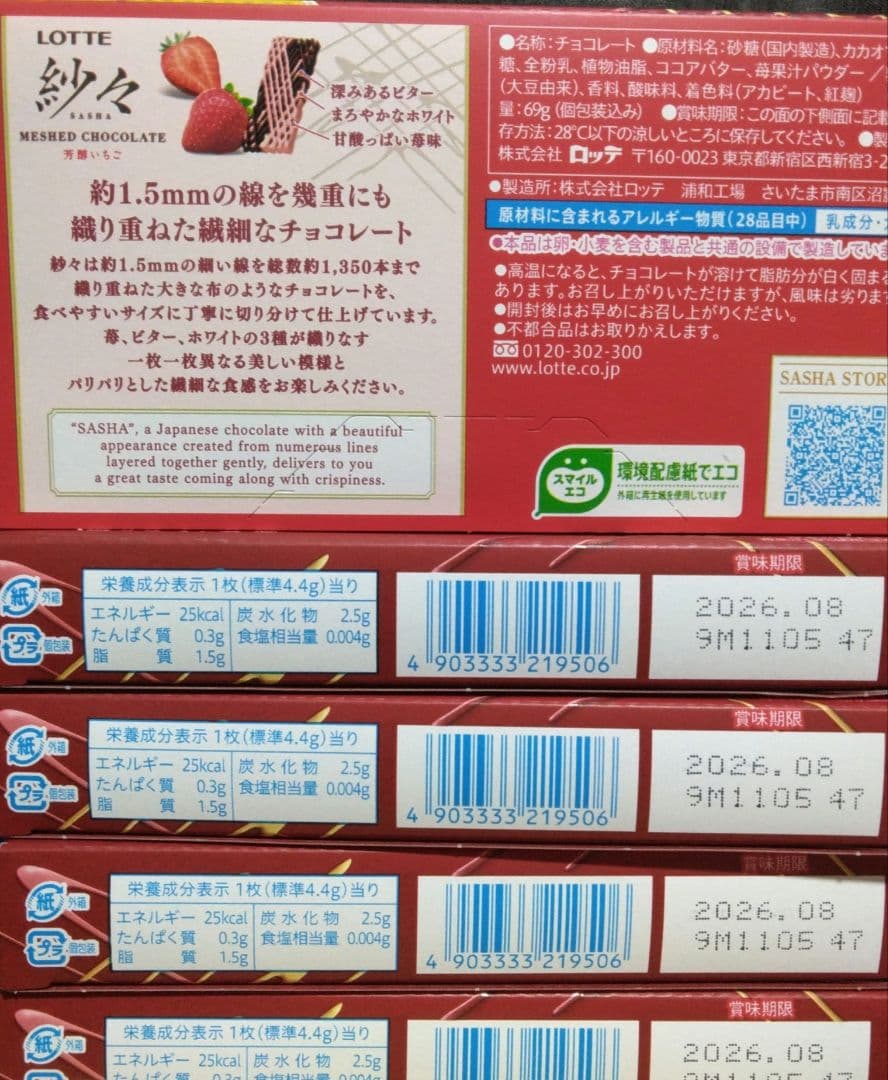 LOTTE
紗々
SASHA
MESHED CHOCOLATE
芳醇いちご
深みあるビター
まろやかなホワイト
甘酸っぱい苺味
約1.5mmの線を幾重にも
織り重ねた繊細なチョコレート
紗々は約1.5mmの細い線を総数約1,350本まで
織り重ねた大きな布のようなチョコレートを、
食べやすいサイズに丁寧に切り分けて仕上げています。
苺、ビター、ホワイトの3種が織りなす
一枚一枚異なる美しい模様と
パリパリとした繊細な食感をお楽しみください。
“SASHA”, a Japanese chocolate with a beautiful
appearance created from numerous lines
layered together gently, delivers to you
a great taste coming along with crispiness.
●名称:チョコレート ●原材料名:砂糖(国内製造)、カカオ
糖、全粉乳、植物油脂、ココアバター、苺果汁パウダー/
(大豆由来)、香料、酸味料、着色料(アカビート、紅麹)
量:69g(個包装込み) ●賞味期限:この面の下側面に記載
存方法:28℃以下の涼しいところに保存してください。 ●製
株式会社 ロッテ 〒160-0023 東京都新宿区西新宿3-2
●製造所:株式会社ロッテ 浦和工場 さいたま市南区沼
原材料に含まれるアレルギー物質(28品目中) 乳成分・
●本品は卵・小麦を含む製品と共通の設備で製造してい
●高温になると、チョコレートが溶けて脂肪分が白く固ま
あります。お召し上がりいただけますが、風味は劣りま
●開封後はお早めにお召し上がりください。
●不都合品はお取りかえします。
0120-302-300
www.lotte.co.jp
SASHA STOR
スマイル
エコ
環境配慮紙でエコ
外箱に再生紙を使用しています
紙 外箱
プラ 個包装
栄養成分表示 1枚(標準4.4g)当り
エネルギー 25kcal 炭水化物 2.5g
たんぱく質 0.3g 食塩相当量 0.004g
脂質 1.5g
4 903333 219506
賞味期限
2026.08
9M1105 47
紙 外箱
プラ 個包装
栄養成分表示 1枚(標準4.4g)当り
エネルギー 25kcal 炭水化物 2.5g
たんぱく質 0.3g 食塩相当量 0.004g
脂質 1.5g
4 903333 219506
賞味期限
2026.08
9M1105 47
紙 外箱
プラ 個包装
栄養成分表示 1枚(標準4.4g)当り
エネルギー 25kcal 炭水化物 2.5g
たんぱく質 0.3g 食塩相当量 0.004g
脂質 1.5g
4 903333 219506
賞味期限
2026.08
9M1105 47
紙 外箱
栄養成分表示 1枚(標準4.4g)当り
エネルギー 25kcal 炭水化物 2.5g
賞味期限
2026.08